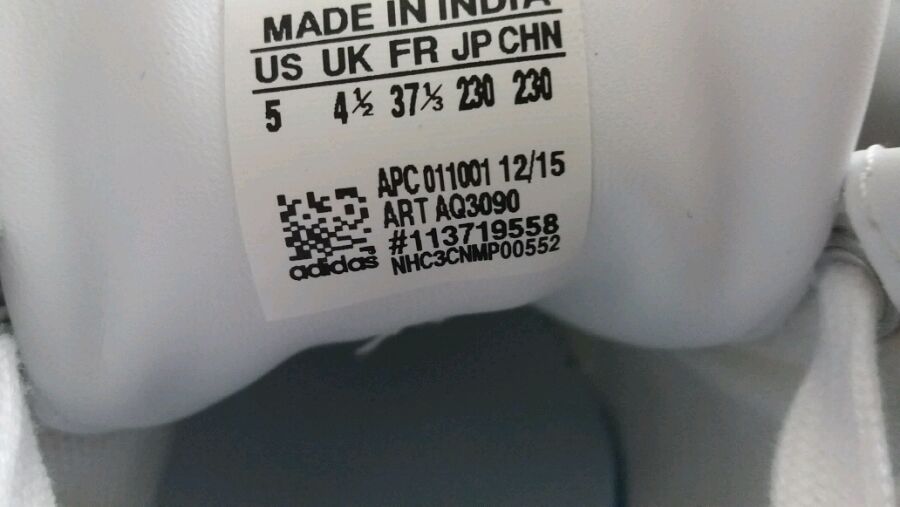 MADE IN INDIA
US UK FR JP CHN
5 4½ 37⅓ 230 230
APC 011001 12/15
ART AQ3090
#113719558
adidas NHC3CNMP00552